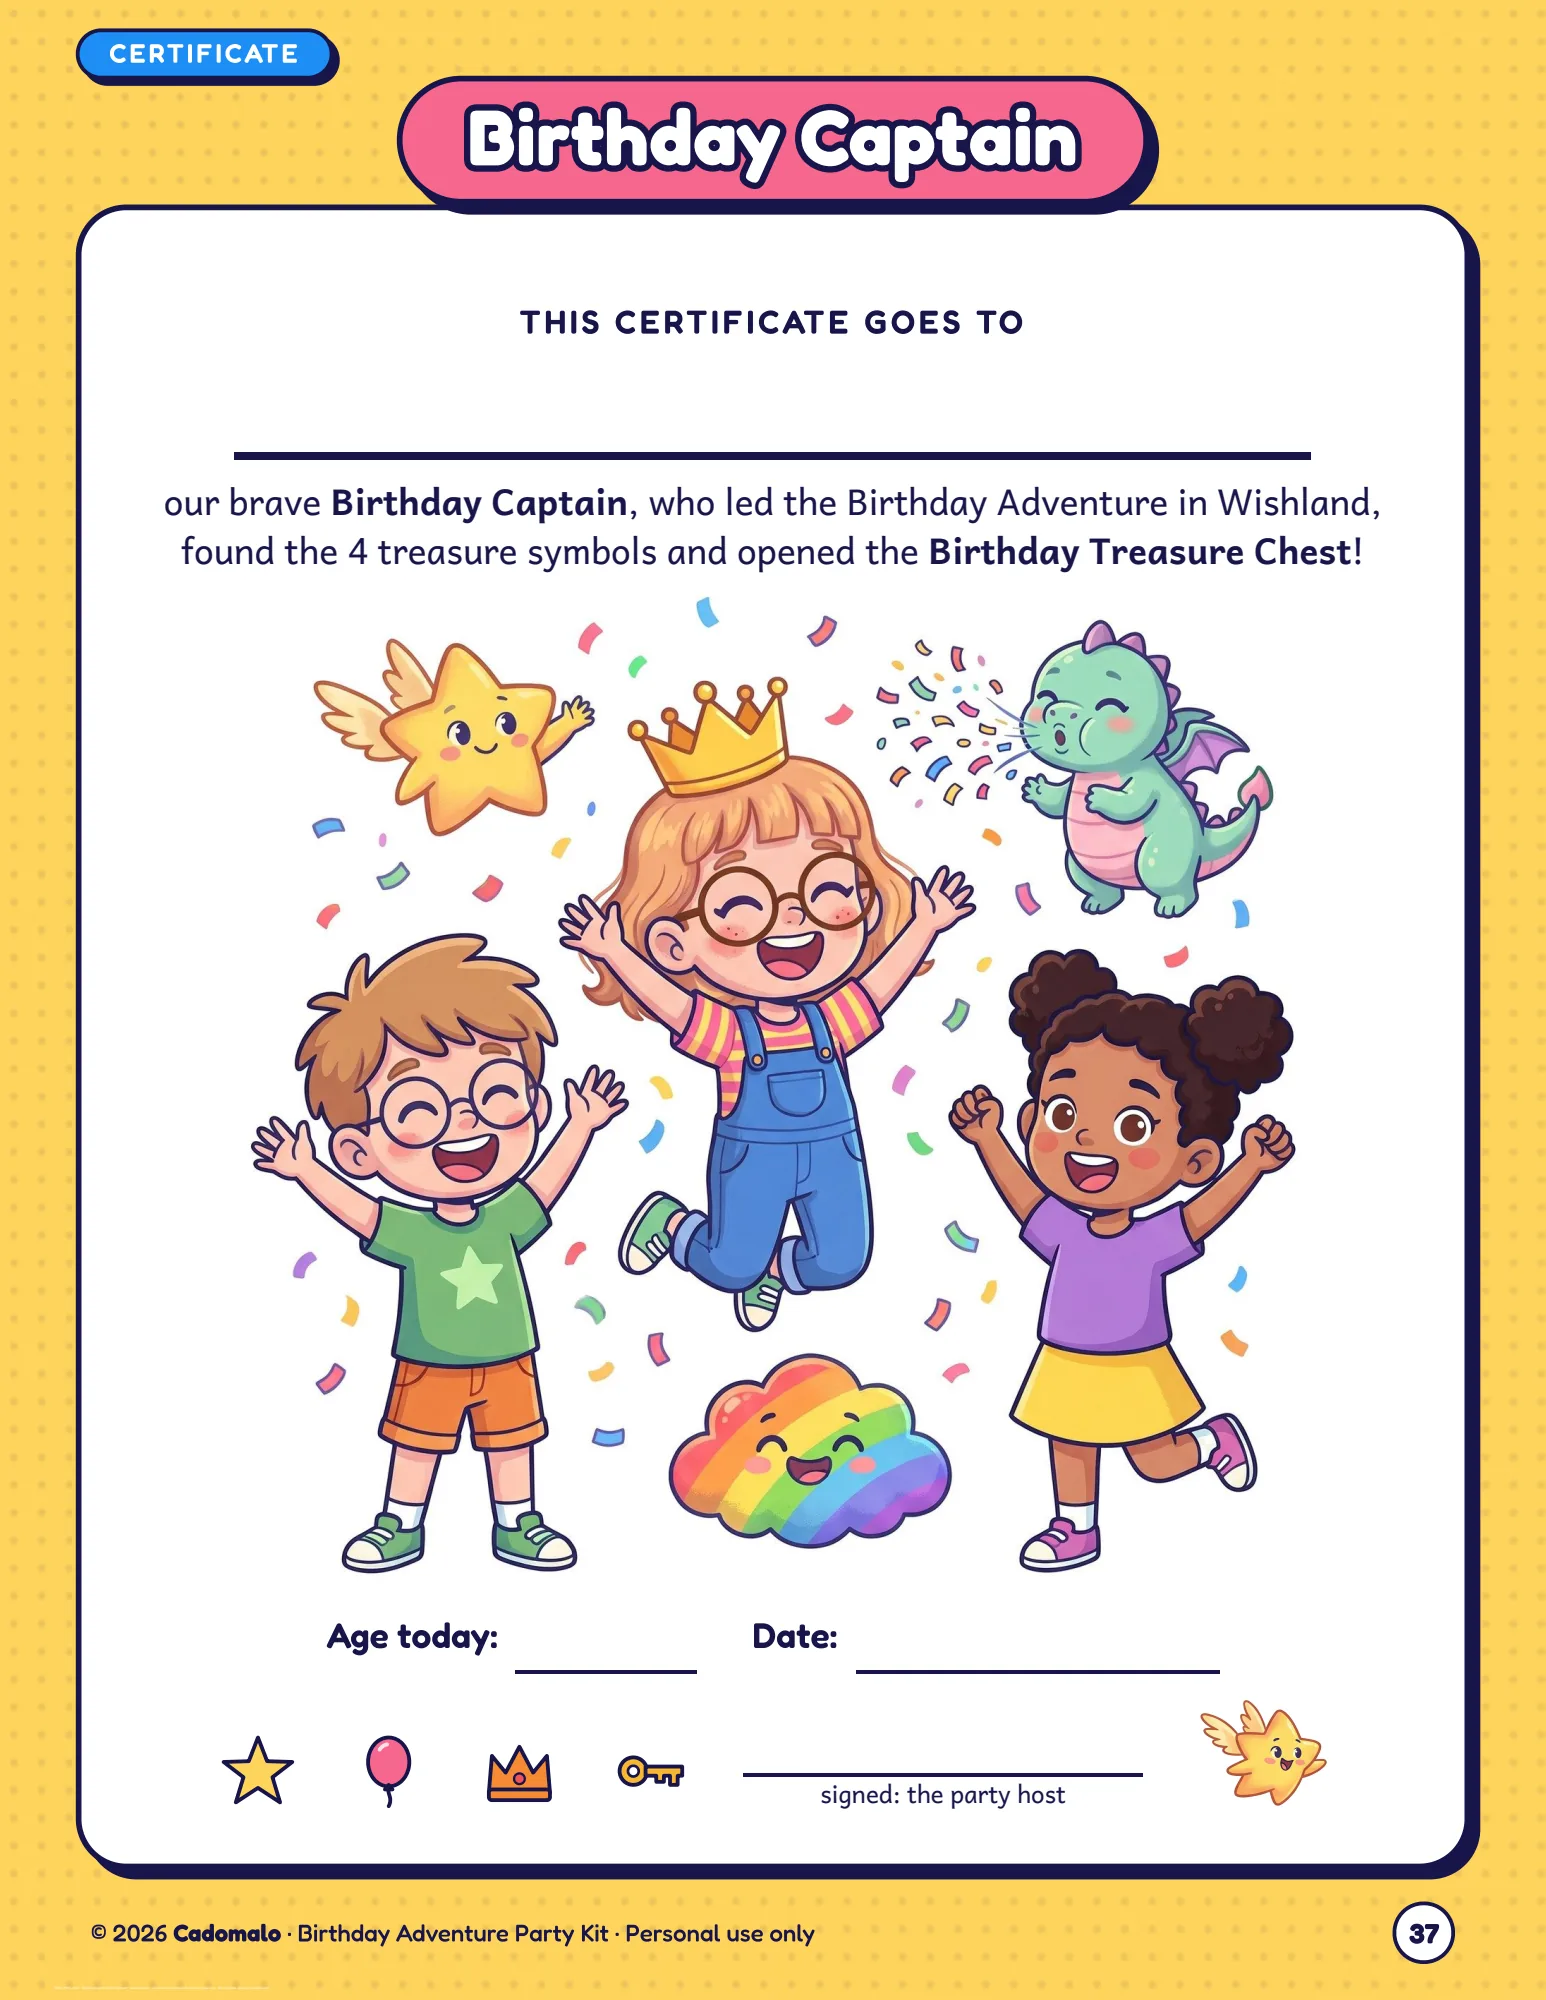 CERTIFICATE
Birthday Captain
THIS CERTIFICATE GOES TO
our brave Birthday Captain, who led the Birthday Adventure in Wishland,
found the 4 treasure symbols and opened the Birthday Treasure Chest!
Age today:
Date:
signed: the party host
© 2026 Cadomalo · Birthday Adventure Party Kit · Personal use only
37